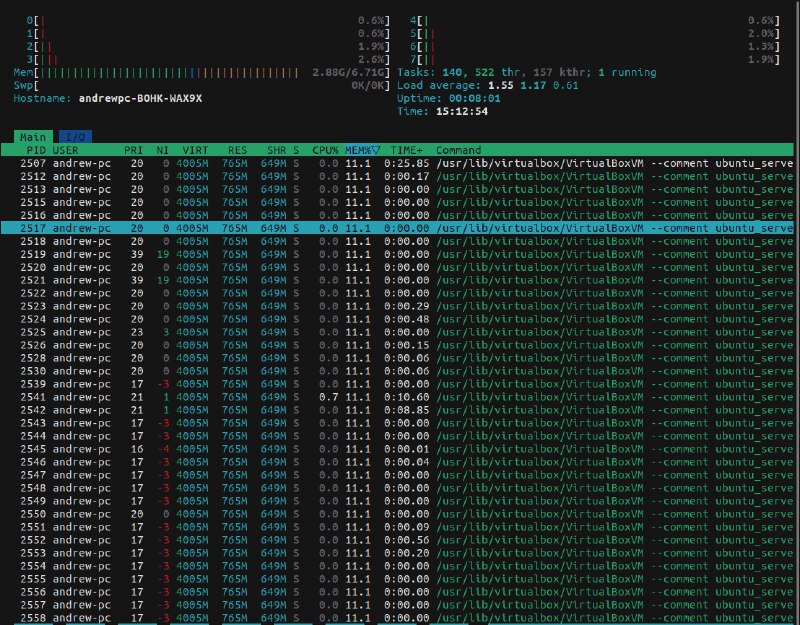 0[| 0.6%] 4[| 0.6%]
1[| 0.6%] 5[|| 2.0%]
2[|| 1.9%] 6[|| 1.3%]
3[||| 2.6%] 7[|| 1.9%]
Mem[|||||||||||||||||||||||||||||||||||||||| 2.88G/6.71G] Tasks: 140, 522 thr, 157 kthr; 1 running
Swp[ 0K/0K] Load average: 1.55 1.17 0.61
Hostname: andrewpc-BOHK-WAX9X Uptime: 00:08:01
Time: 15:12:54
Main I/O
PID USER PRI NI VIRT RES SHR S CPU% MEM%▽ TIME+ Command
2507 andrew-pc 20 0 4005M 765M 649M S 0.0 11.1 0:25.85 /usr/lib/virtualbox/VirtualBoxVM --comment ubuntu_serve
2512 andrew-pc 20 0 4005M 765M 649M S 0.0 11.1 0:00.17 /usr/lib/virtualbox/VirtualBoxVM --comment ubuntu_serve
2513 andrew-pc 20 0 4005M 765M 649M S 0.0 11.1 0:00.00 /usr/lib/virtualbox/VirtualBoxVM --comment ubuntu_serve
2515 andrew-pc 20 0 4005M 765M 649M S 0.0 11.1 0:00.00 /usr/lib/virtualbox/VirtualBoxVM --comment ubuntu_serve
2516 andrew-pc 20 0 4005M 765M 649M S 0.0 11.1 0:00.00 /usr/lib/virtualbox/VirtualBoxVM --comment ubuntu_serve
2517 andrew-pc 20 0 4005M 765M 649M S 0.0 11.1 0:00.00 /usr/lib/virtualbox/VirtualBoxVM --comment ubuntu_serve
2518 andrew-pc 20 0 4005M 765M 649M S 0.0 11.1 0:00.00 /usr/lib/virtualbox/VirtualBoxVM --comment ubuntu_serve
2519 andrew-pc 39 19 4005M 765M 649M S 0.0 11.1 0:00.00 /usr/lib/virtualbox/VirtualBoxVM --comment ubuntu_serve
2520 andrew-pc 20 0 4005M 765M 649M S 0.0 11.1 0:00.00 /usr/lib/virtualbox/VirtualBoxVM --comment ubuntu_serve
2521 andrew-pc 39 19 4005M 765M 649M S 0.0 11.1 0:00.00 /usr/lib/virtualbox/VirtualBoxVM --comment ubuntu_serve
2522 andrew-pc 20 0 4005M 765M 649M S 0.0 11.1 0:00.00 /usr/lib/virtualbox/VirtualBoxVM --comment ubuntu_serve
2523 andrew-pc 20 0 4005M 765M 649M S 0.0 11.1 0:00.29 /usr/lib/virtualbox/VirtualBoxVM --comment ubuntu_serve
2524 andrew-pc 20 0 4005M 765M 649M S 0.0 11.1 0:00.48 /usr/lib/virtualbox/VirtualBoxVM --comment ubuntu_serve
2525 andrew-pc 23 3 4005M 765M 649M S 0.0 11.1 0:00.00 /usr/lib/virtualbox/VirtualBoxVM --comment ubuntu_serve
2526 andrew-pc 20 0 4005M 765M 649M S 0.0 11.1 0:00.15 /usr/lib/virtualbox/VirtualBoxVM --comment ubuntu_serve
2528 andrew-pc 20 0 4005M 765M 649M S 0.0 11.1 0:00.06 /usr/lib/virtualbox/VirtualBoxVM --comment ubuntu_serve
2530 andrew-pc 20 0 4005M 765M 649M S 0.0 11.1 0:00.06 /usr/lib/virtualbox/VirtualBoxVM --comment ubuntu_serve
2539 andrew-pc 17 -3 4005M 765M 649M S 0.0 11.1 0:00.00 /usr/lib/virtualbox/VirtualBoxVM --comment ubuntu_serve
2541 andrew-pc 21 1 4005M 765M 649M S 0.7 11.1 0:10.60 /usr/lib/virtualbox/VirtualBoxVM --comment ubuntu_serve
2542 andrew-pc 21 1 4005M 765M 649M S 0.0 11.1 0:08.85 /usr/lib/virtualbox/VirtualBoxVM --comment ubuntu_serve
2543 andrew-pc 17 -3 4005M 765M 649M S 0.0 11.1 0:00.00 /usr/lib/virtualbox/VirtualBoxVM --comment ubuntu_serve
2544 andrew-pc 17 -3 4005M 765M 649M S 0.0 11.1 0:00.00 /usr/lib/virtualbox/VirtualBoxVM --comment ubuntu_serve
2545 andrew-pc 16 -4 4005M 765M 649M S 0.0 11.1 0:00.01 /usr/lib/virtualbox/VirtualBoxVM --comment ubuntu_serve
2546 andrew-pc 17 -3 4005M 765M 649M S 0.0 11.1 0:00.04 /usr/lib/virtualbox/VirtualBoxVM --comment ubuntu_serve
2547 andrew-pc 17 -3 4005M 765M 649M S 0.0 11.1 0:00.00 /usr/lib/virtualbox/VirtualBoxVM --comment ubuntu_serve
2548 andrew-pc 17 -3 4005M 765M 649M S 0.0 11.1 0:00.00 /usr/lib/virtualbox/VirtualBoxVM --comment ubuntu_serve
2549 andrew-pc 17 -3 4005M 765M 649M S 0.0 11.1 0:00.00 /usr/lib/virtualbox/VirtualBoxVM --comment ubuntu_serve
2550 andrew-pc 20 0 4005M 765M 649M S 0.0 11.1 0:00.00 /usr/lib/virtualbox/VirtualBoxVM --comment ubuntu_serve
2551 andrew-pc 17 -3 4005M 765M 649M S 0.0 11.1 0:00.09 /usr/lib/virtualbox/VirtualBoxVM --comment ubuntu_serve
2552 andrew-pc 17 -3 4005M 765M 649M S 0.0 11.1 0:00.56 /usr/lib/virtualbox/VirtualBoxVM --comment ubuntu_serve
2553 andrew-pc 17 -3 4005M 765M 649M S 0.0 11.1 0:00.20 /usr/lib/virtualbox/VirtualBoxVM --comment ubuntu_serve
2554 andrew-pc 17 -3 4005M 765M 649M S 0.0 11.1 0:00.00 /usr/lib/virtualbox/VirtualBoxVM --comment ubuntu_serve
2555 andrew-pc 17 -3 4005M 765M 649M S 0.0 11.1 0:00.00 /usr/lib/virtualbox/VirtualBoxVM --comment ubuntu_serve
2556 andrew-pc 17 -3 4005M 765M 649M S 0.0 11.1 0:00.00 /usr/lib/virtualbox/VirtualBoxVM --comment ubuntu_serve
2557 andrew-pc 17 -3 4005M 765M 649M S 0.0 11.1 0:00.00 /usr/lib/virtualbox/VirtualBoxVM --comment ubuntu_serve
2558 andrew-pc 17 -3 4005M 765M 649M S 0.0 11.1 0:00.00 /usr/lib/virtualbox/VirtualBoxVM --comment ubuntu_serve